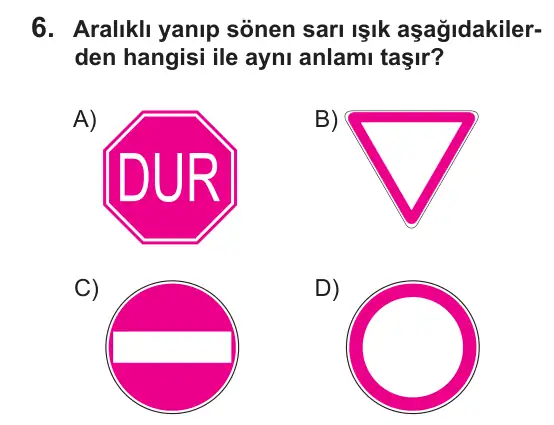 6. Aralıklı yanıp sönen sarı ışık aşağıdakiler-
den hangisi ile aynı anlamı taşır?
A)
DUR
B)
C)
D)